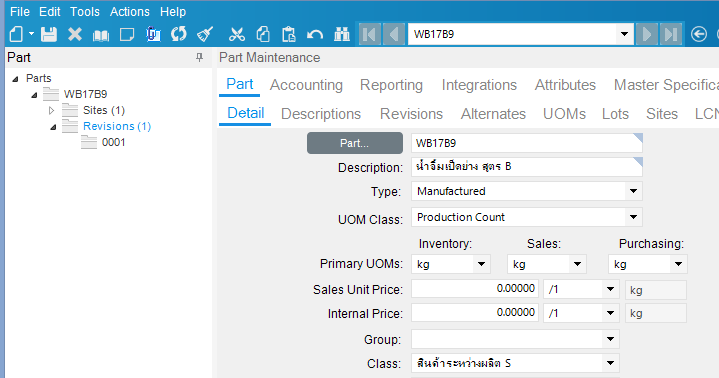 File Edit Tools Actions Help
WB17B9
Part
Part Maintenance
Parts
WB17B9
Sites (1)
Revisions (1)
0001
Part Accounting Reporting Integrations Attributes Master Specifica
Detail Descriptions Revisions Alternates UOMs Lots Sites LCN
Part... WB17B9
Description: น้ำจิ้มเป็ดย่าง สูตร B
Type: Manufactured
UOM Class: Production Count
Inventory: Sales: Purchasing:
Primary UOMs: kg kg kg
Sales Unit Price: 0.00000 /1 kg
Internal Price: 0.00000 /1 kg
Group:
Class: สินค้าระหว่างผลิต S